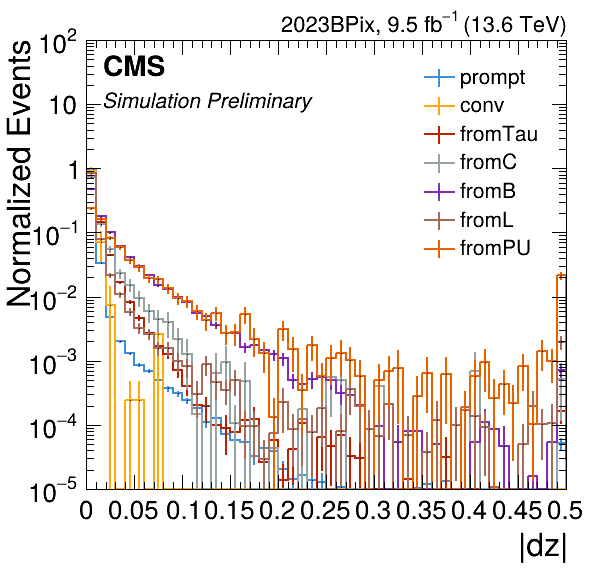 2023BPix, 9.5 fb⁻¹ (13.6 TeV)
CMS
Simulation Preliminary
Normalized Events
prompt
conv
fromTau
fromC
fromB
fromL
fromPU
10²
10
1
10⁻¹
10⁻²
10⁻³
10⁻⁴
10⁻⁵
0 0.05 0.1 0.15 0.2 0.25 0.3 0.35 0.4 0.45 0.5
|dz|